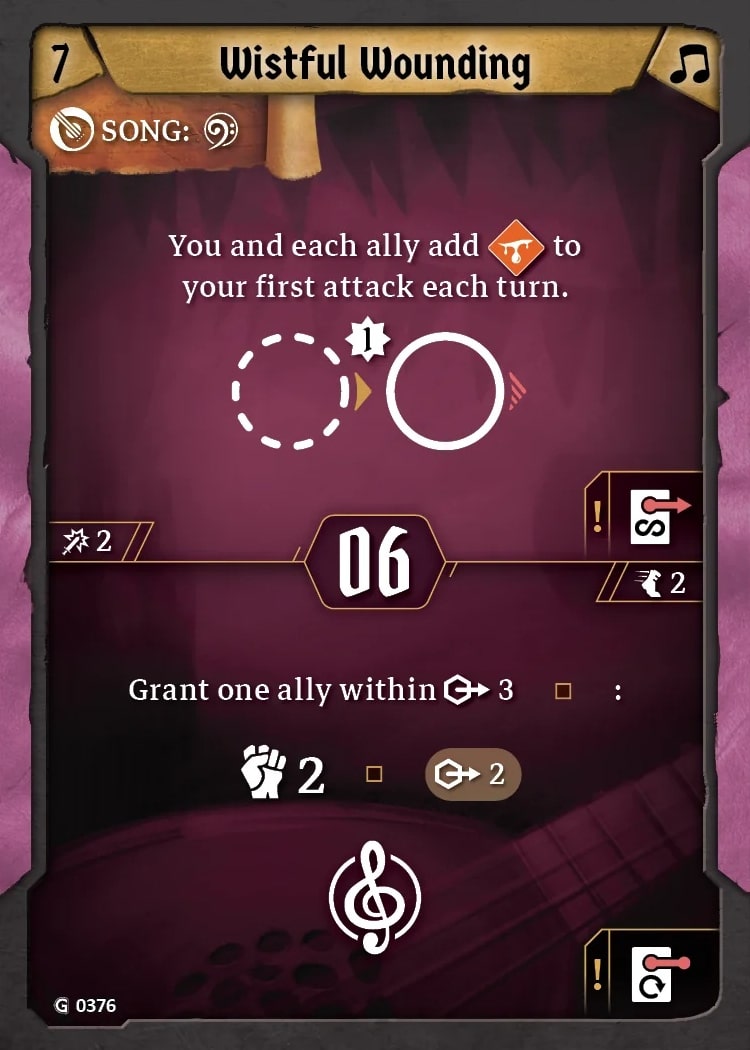 7
Wistful Wounding
SONG:
You and each ally add to
your first attack each turn.
1
!
2
06
2
Grant one ally within 3 :
2 2
!
G 0376